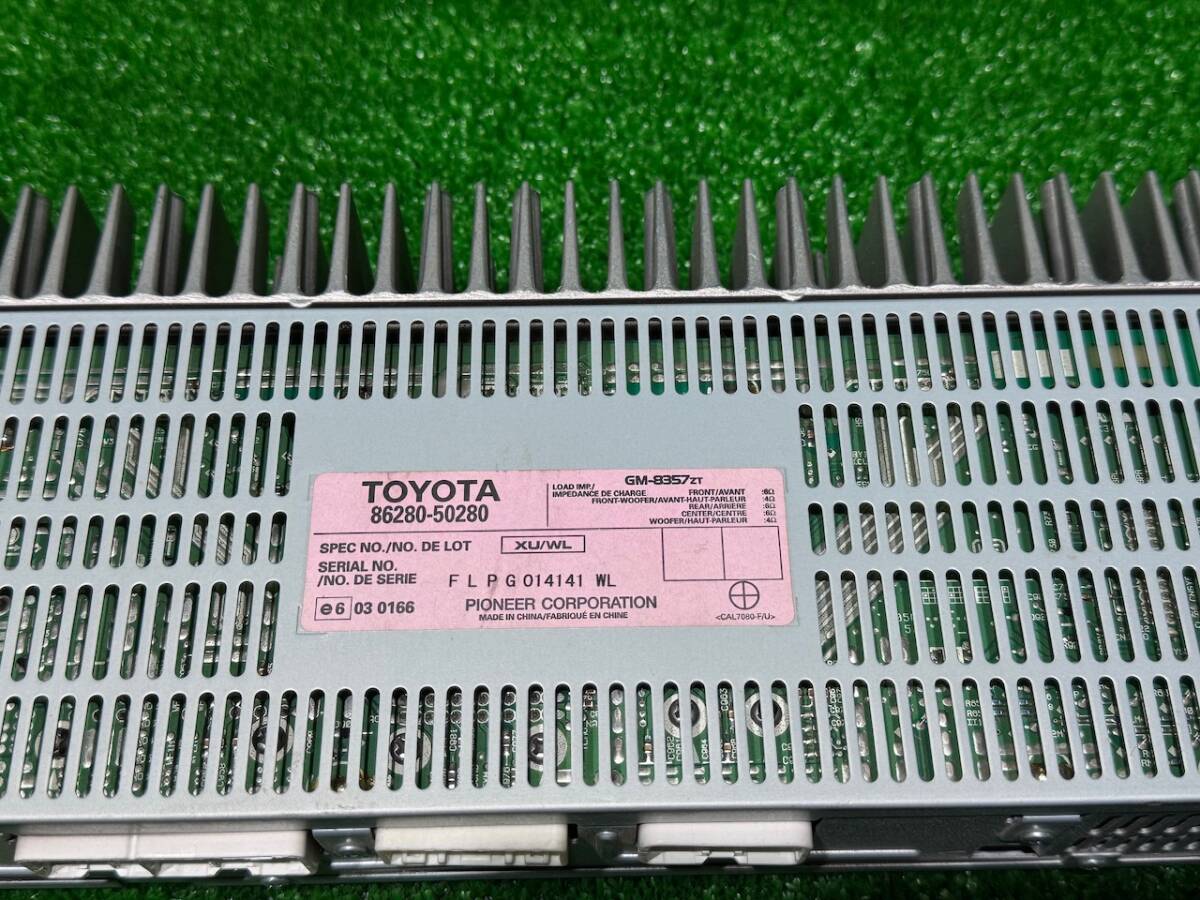 TOYOTA
86280-50280
GM-8357ZT
LOAD IMP./
IMPEDANCE DE CHARGE
FRONT/AVANT :6Ω
FRONT-WOOFER/AVANT-HAUT-PARLEUR :4Ω
REAR/ARRIÈRE :6Ω
CENTER/CENTRE :6Ω
WOOFER/HAUT-PARLEUR :4Ω
SPEC NO./NO. DE LOT XU/WL
SERIAL NO.
/NO. DE SERIE F L P G 014141 WL
e6 03 0166
PIONEER CORPORATION
MADE IN CHINA/FABRIQUÉ EN CHINE
<CAL7080-F/U>